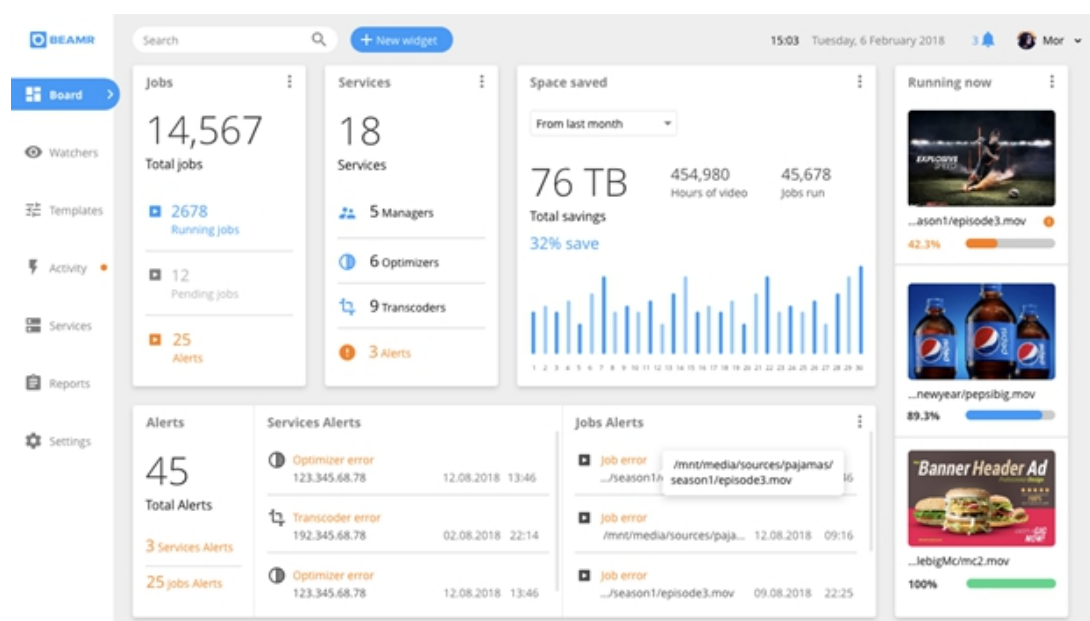 BEAMR
Search
+ New widget
15:03 Tuesday, 6 February 2018
3
Mor
Board
Watchers
Templates
Activity
Services
Reports
Settings
Jobs
14,567
Total jobs
2678
Running jobs
12
Pending jobs
25
Alerts
Services
18
Services
5 Managers
6 Optimizers
9 Transcoders
3 Alerts
Space saved
From last month
76 TB
Total savings
32% save
454,980
Hours of video
45,678
Jobs run
1 2 3 4 5 6 7 8 9 10 11 12 13 14 15 16 17 18 19 20 21 22 23 24 25 26 27 28 29 30
Running now
EXPLOSIVE
SPEED
...ason1/episode3.mov
42.3%
pepsi
pepsi
pepsi
...newyear/pepsibig.mov
89.3%
"Banner Header Ad
Professional Design
100%
NOW!
...lebigMc/mc2.mov
100%
Alerts
45
Total Alerts
3 Services Alerts
25 jobs Alerts
Services Alerts
Optimizer error
123.345.68.78 12.08.2018 13:46
Transcoder error
192.345.68.78 02.08.2018 22:14
Optimizer error
123.345.68.78 12.08.2018 13:46
Jobs Alerts
Job error
/mnt/media/sources/pajamas/
season1/episode3.mov
.../season1/ 46
Job error
/mnt/media/sources/paja... 12.08.2018 09:16
Job error
.../season1/episode3.mov 09.08.2018 22:25